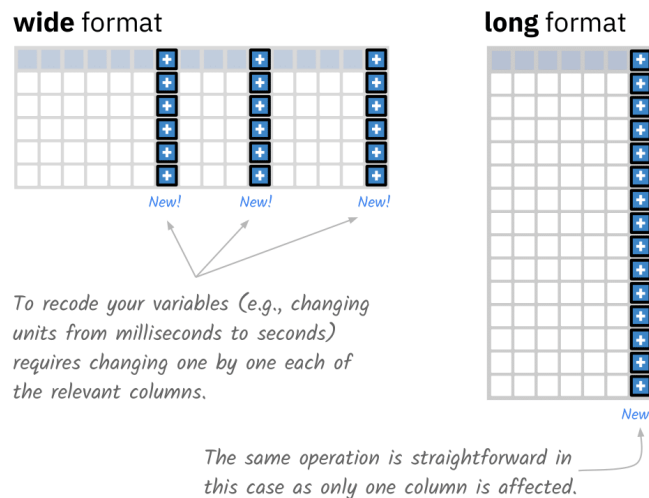 wide format
long format
New!
New!
New!
To recode your variables (e.g., changing
units from milliseconds to seconds)
requires changing one by one each of
the relevant columns.
New
The same operation is straightforward in
this case as only one column is affected.